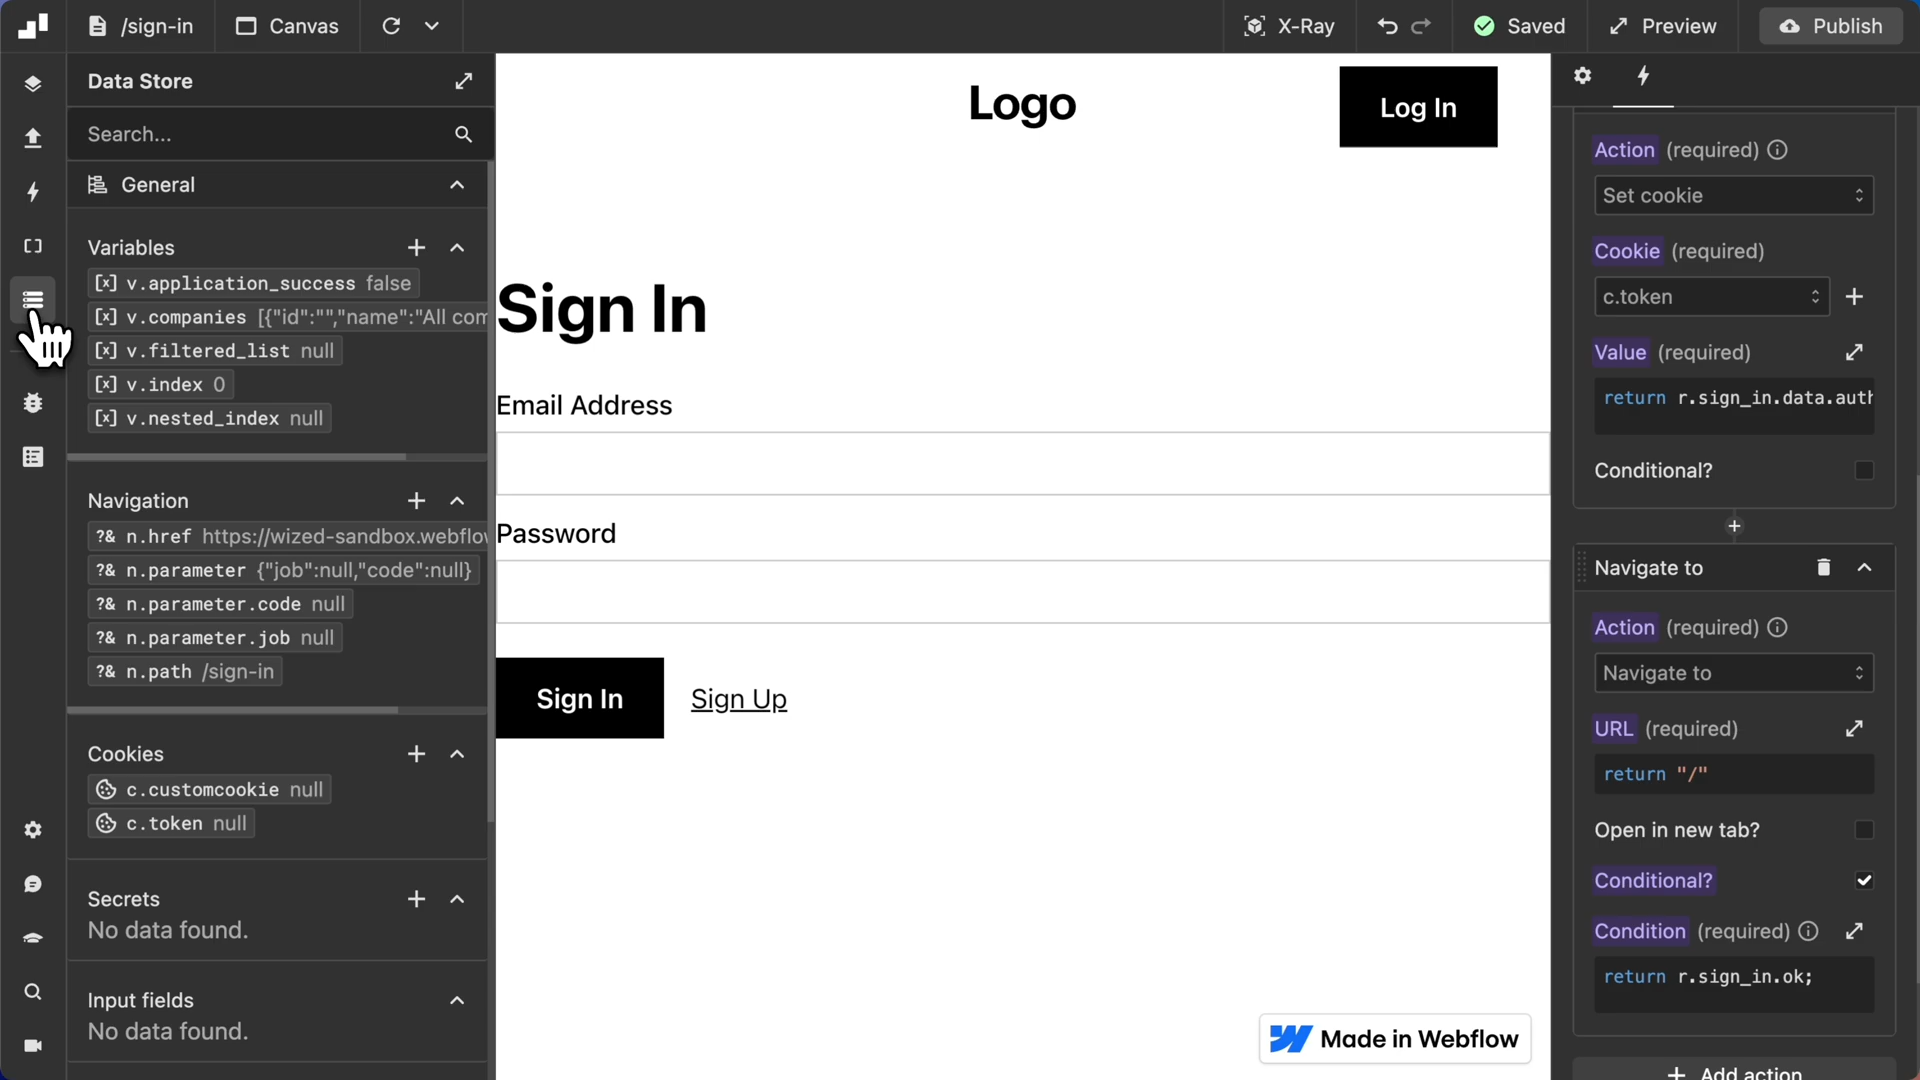 /sign-in
Canvas
X-Ray
Saved
Preview
Publish
Data Store
Search...
General
Variables
[x] v.application_success false
[x] v.companies [{"id":"","name":"All com
[x] v.filtered_list null
[x] v.index 0
[x] v.nested_index null
Navigation
?& n.href https://wized-sandbox.webflov
?& n.parameter {"job":null,"code":null}
?& n.parameter.code null
?& n.parameter.job null
?& n.path /sign-in
Cookies
c.customcookie null
c.token null
Secrets
No data found.
Input fields
No data found.
Logo
Log In
Sign In
Email Address
Password
Sign In
Sign Up
Made in Webflow
Action (required)
Set cookie
Cookie (required)
c.token
Value (required)
return r.sign_in.data.auth
Conditional?
Navigate to
Action (required)
Navigate to
URL (required)
return "/"
Open in new tab?
Conditional?
Condition (required)
return r.sign_in.ok;
Add action